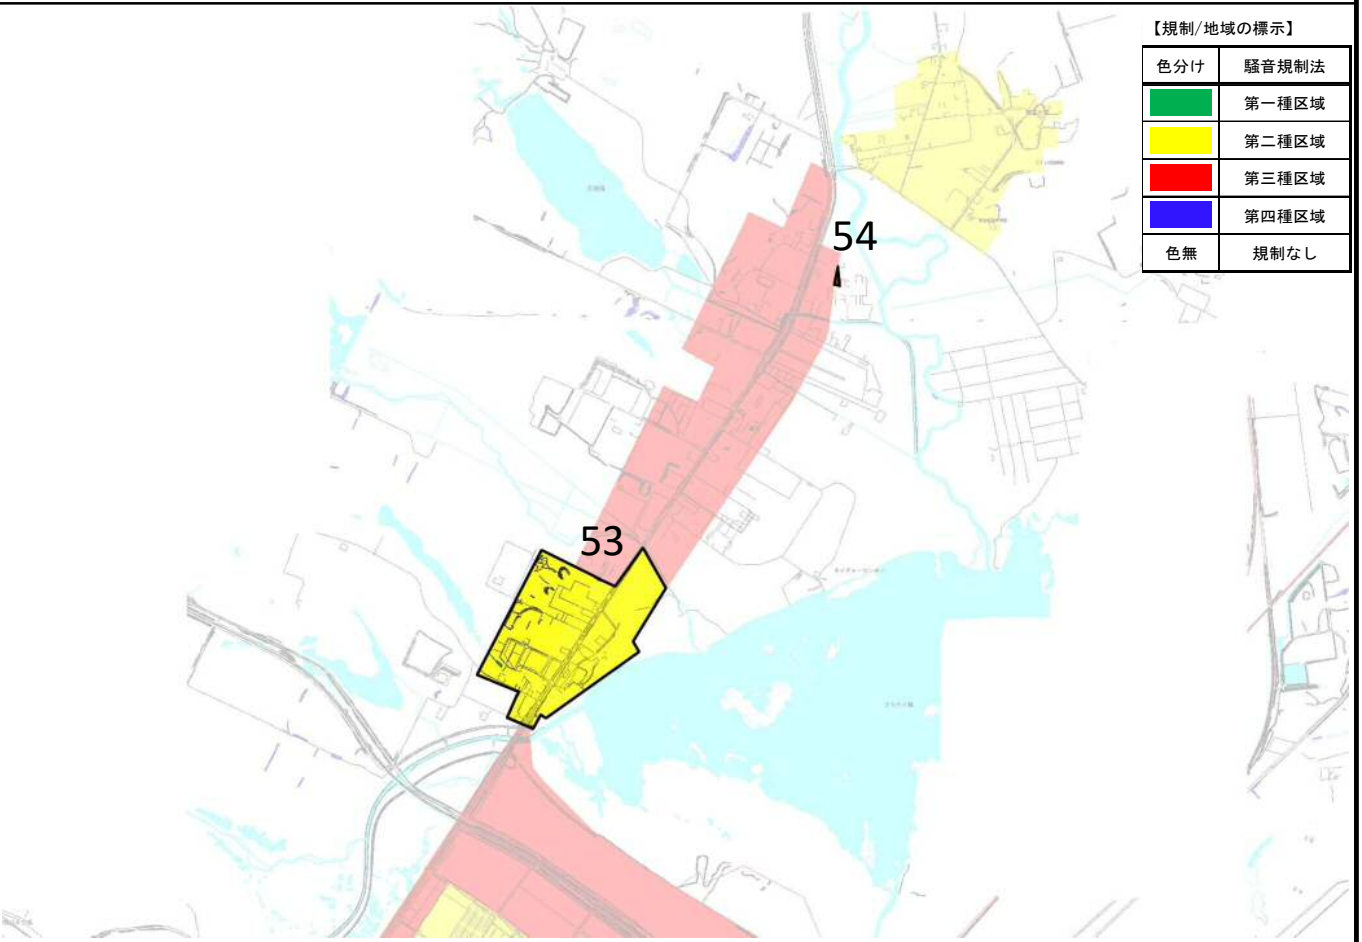 【規制/地域の標示】
色分け 騒音規制法
第一種区域
第二種区域
第三種区域
第四種区域
色無 規制なし
54
53